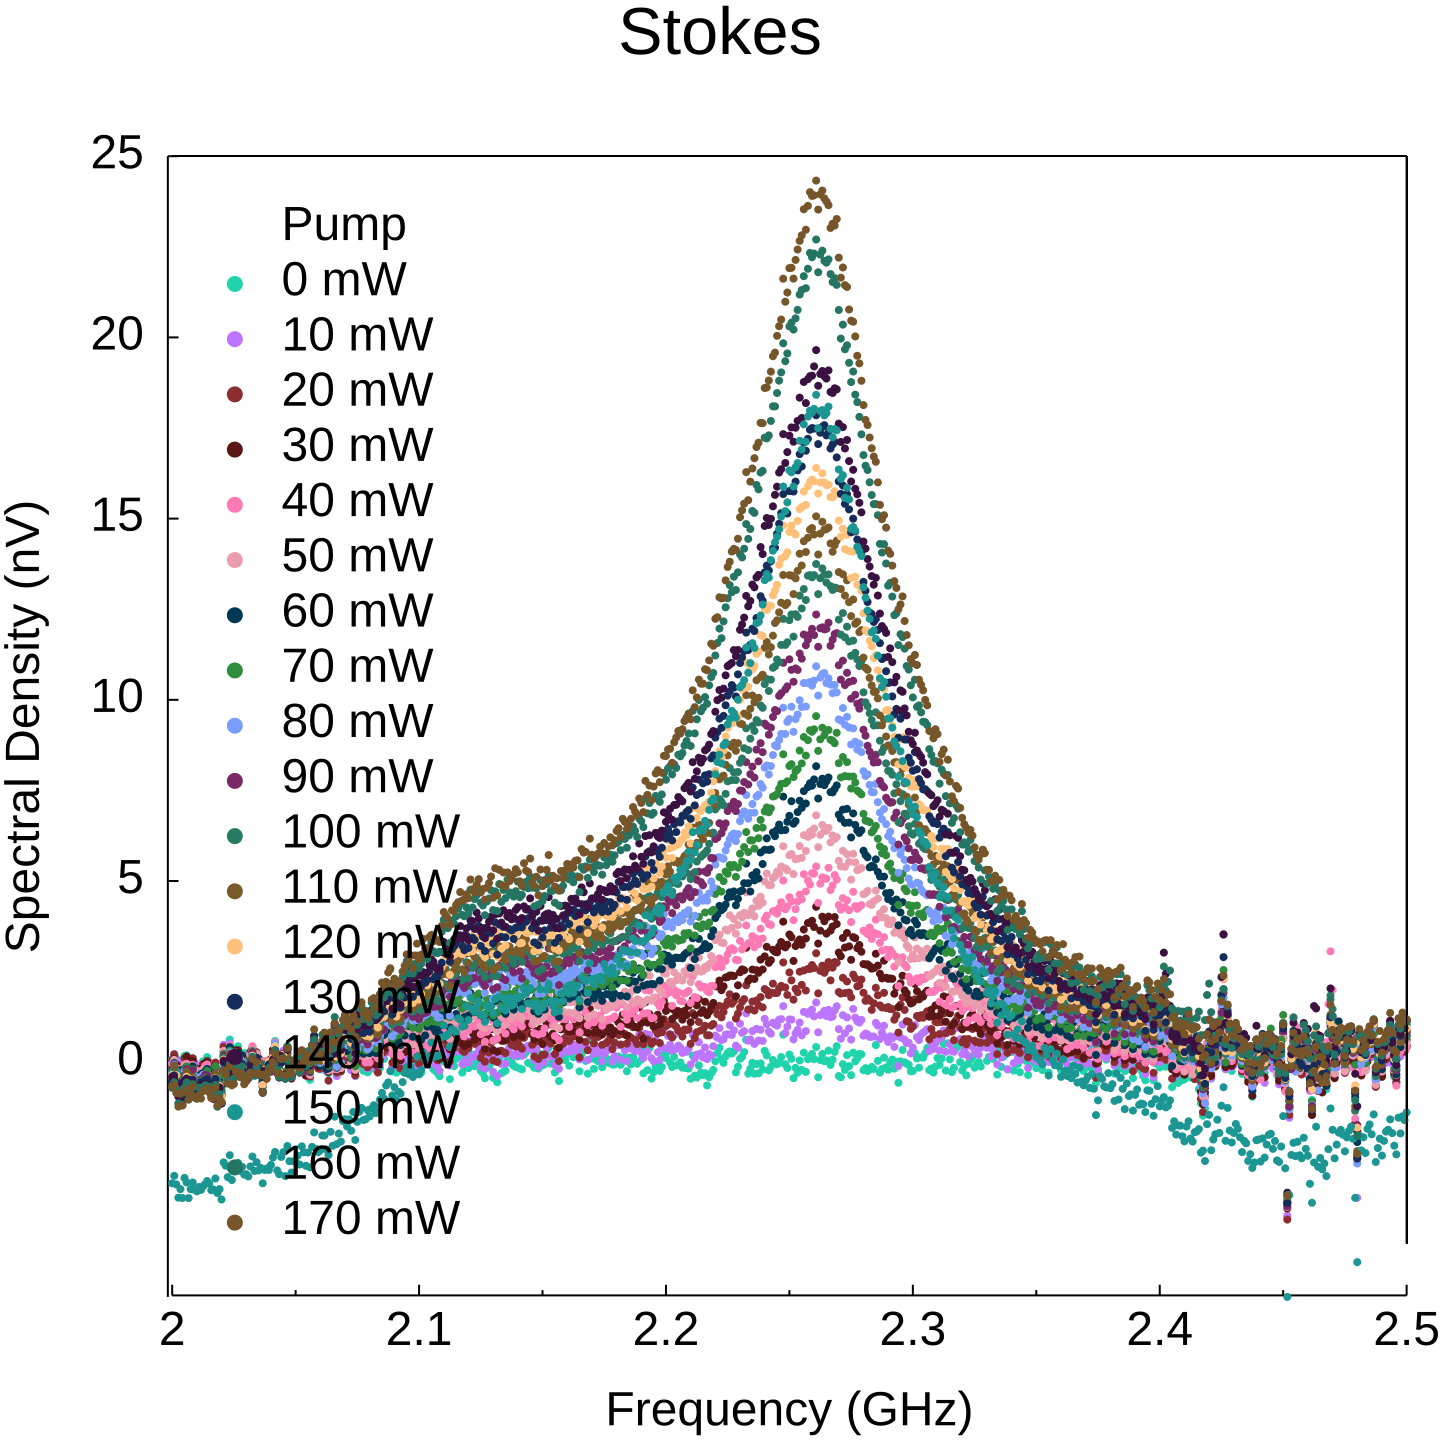 Stokes
25
20
15
10
5
0
Spectral Density (nV)
Pump
0 mW
10 mW
20 mW
30 mW
40 mW
50 mW
60 mW
70 mW
80 mW
90 mW
100 mW
110 mW
120 mW
130 mW
140 mW
150 mW
160 mW
170 mW
2 2.1 2.2 2.3 2.4 2.5
Frequency (GHz)